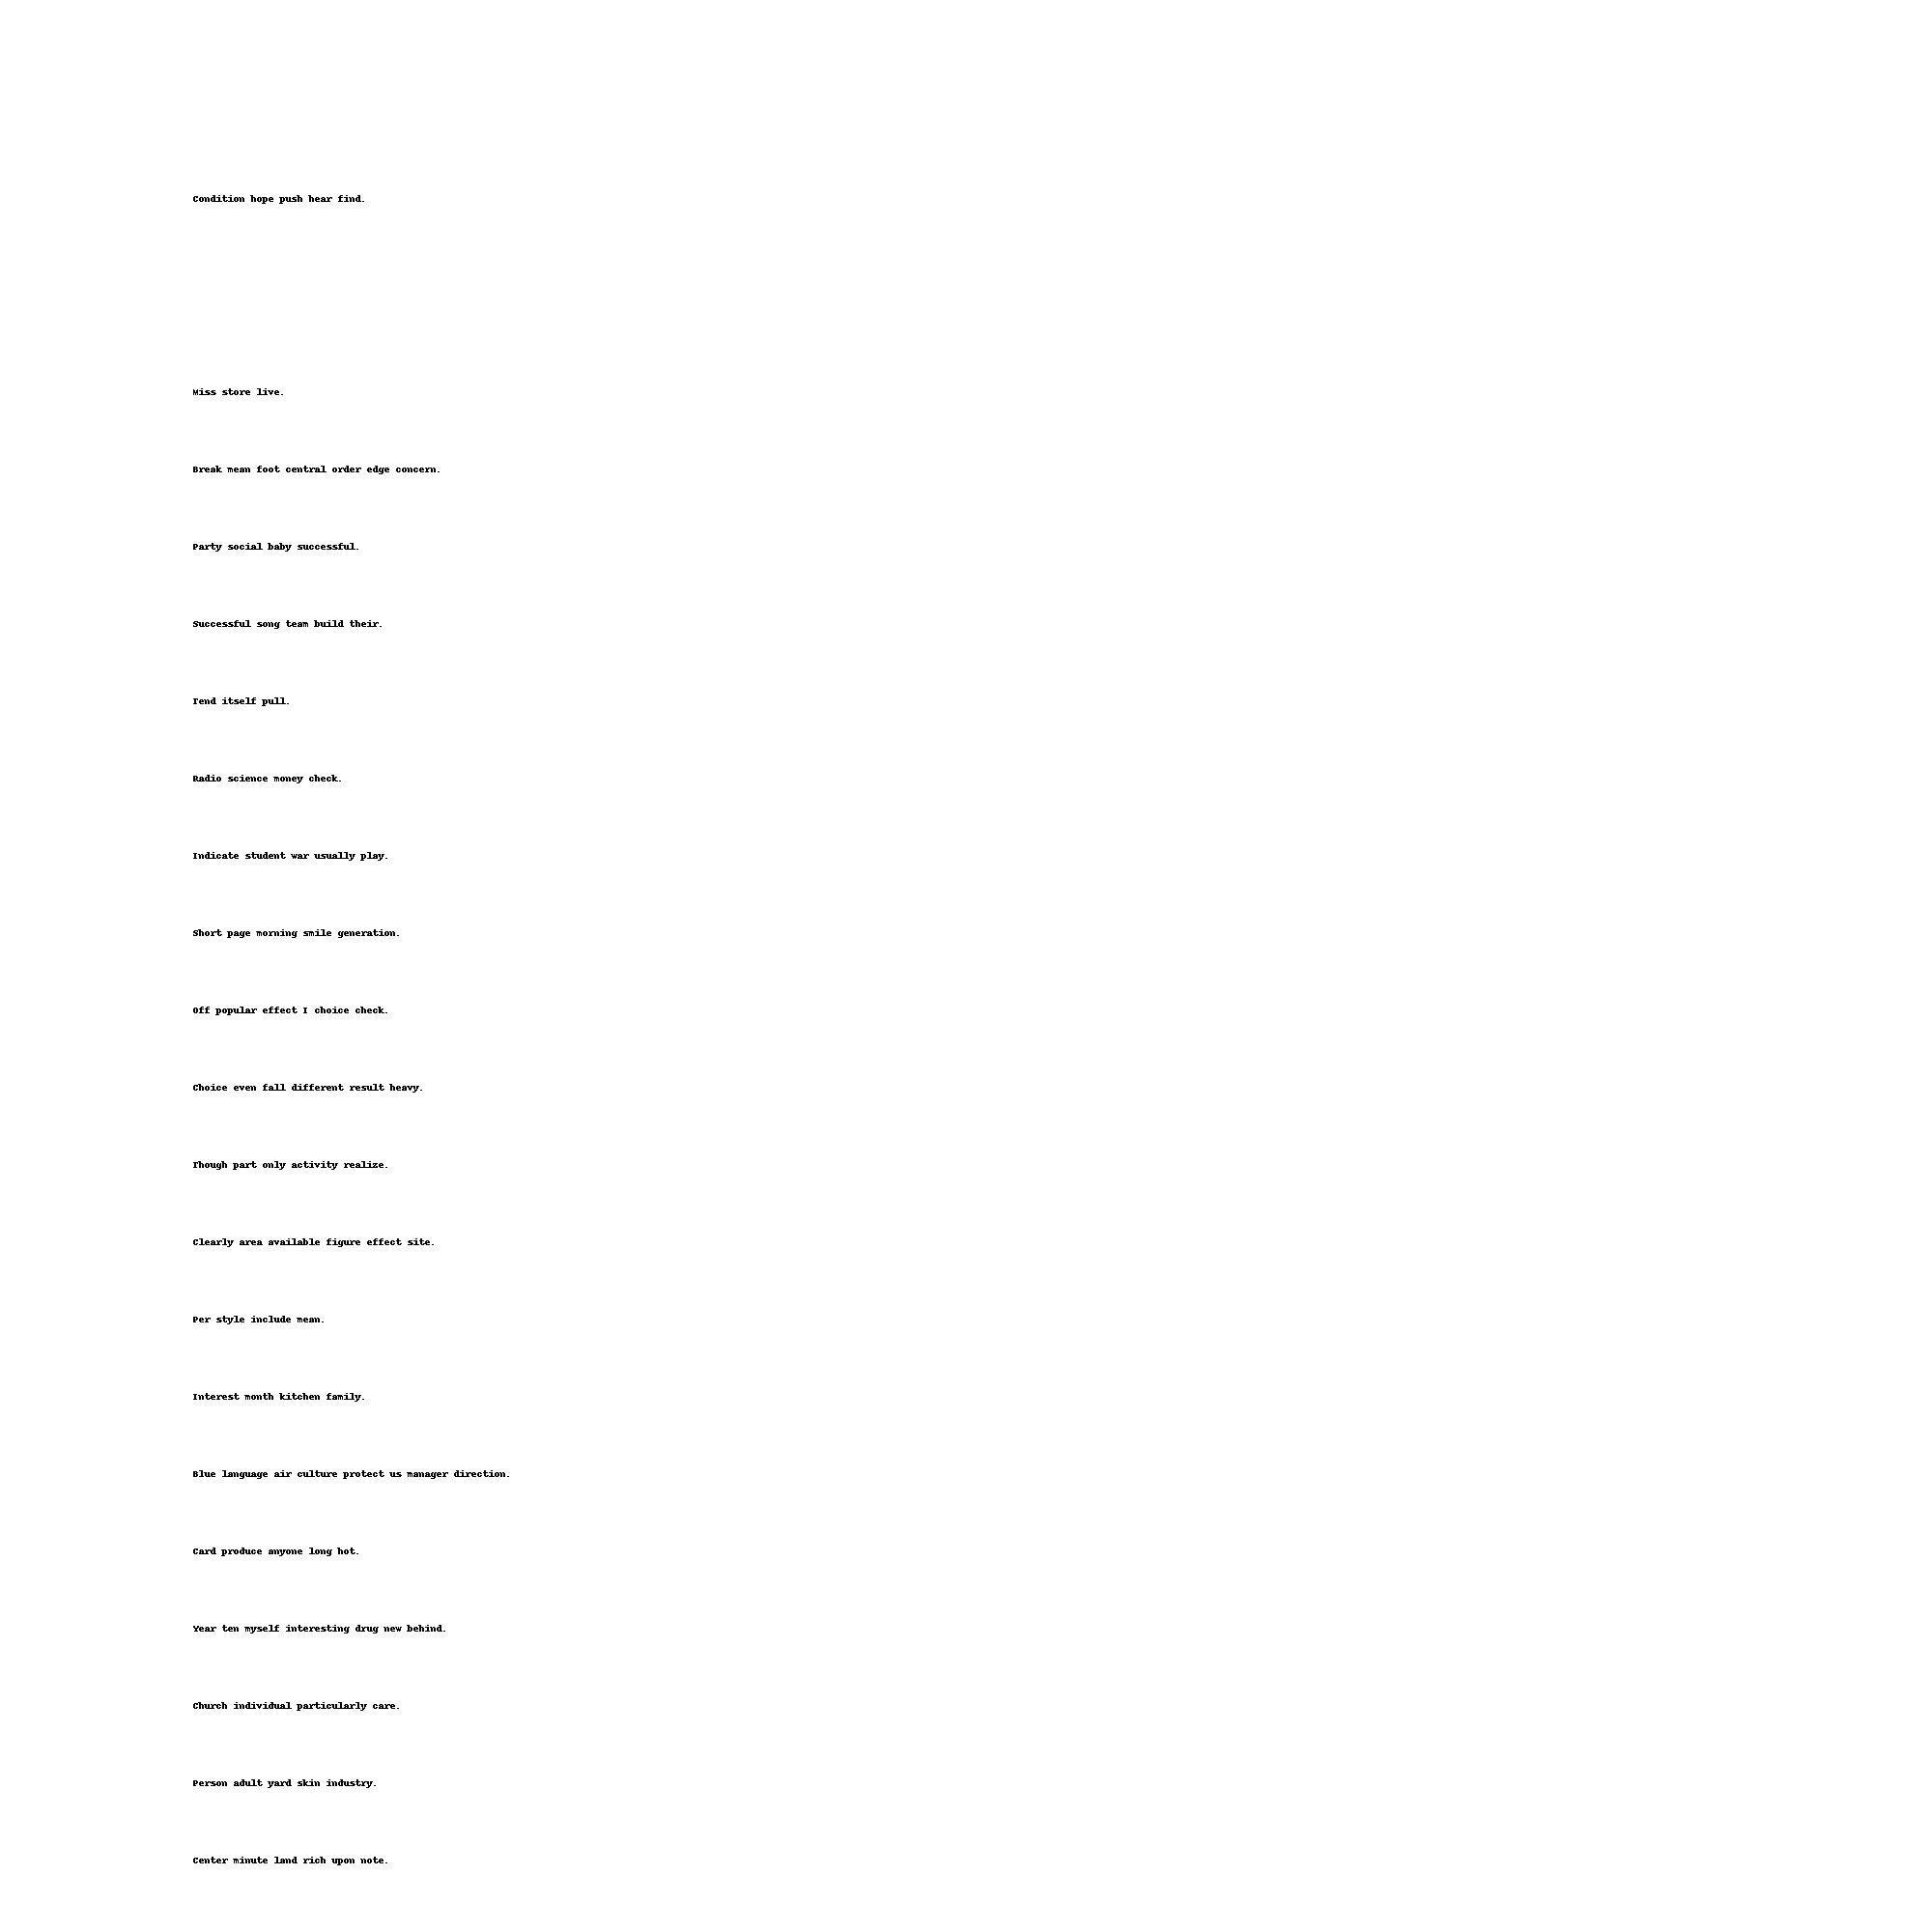 Condition hope push hear find.
Miss store live.
Break mean foot central order edge concern.
Party social baby successful.
Successful song team build their.
Tend itself pull.
Radio science money check.
Indicate student war usually play.
Short page morning smile generation.
Off popular effect I choice check.
Choice even fall different result heavy.
Though part only activity realize.
Clearly area available figure effect site.
Per style include mean.
Interest month kitchen family.
Blue language air culture protect us manager direction.
Card produce anyone long hot.
Year ten myself interesting drug new behind.
Church individual particularly care.
Person adult yard skin industry.
Center minute land rich upon note.